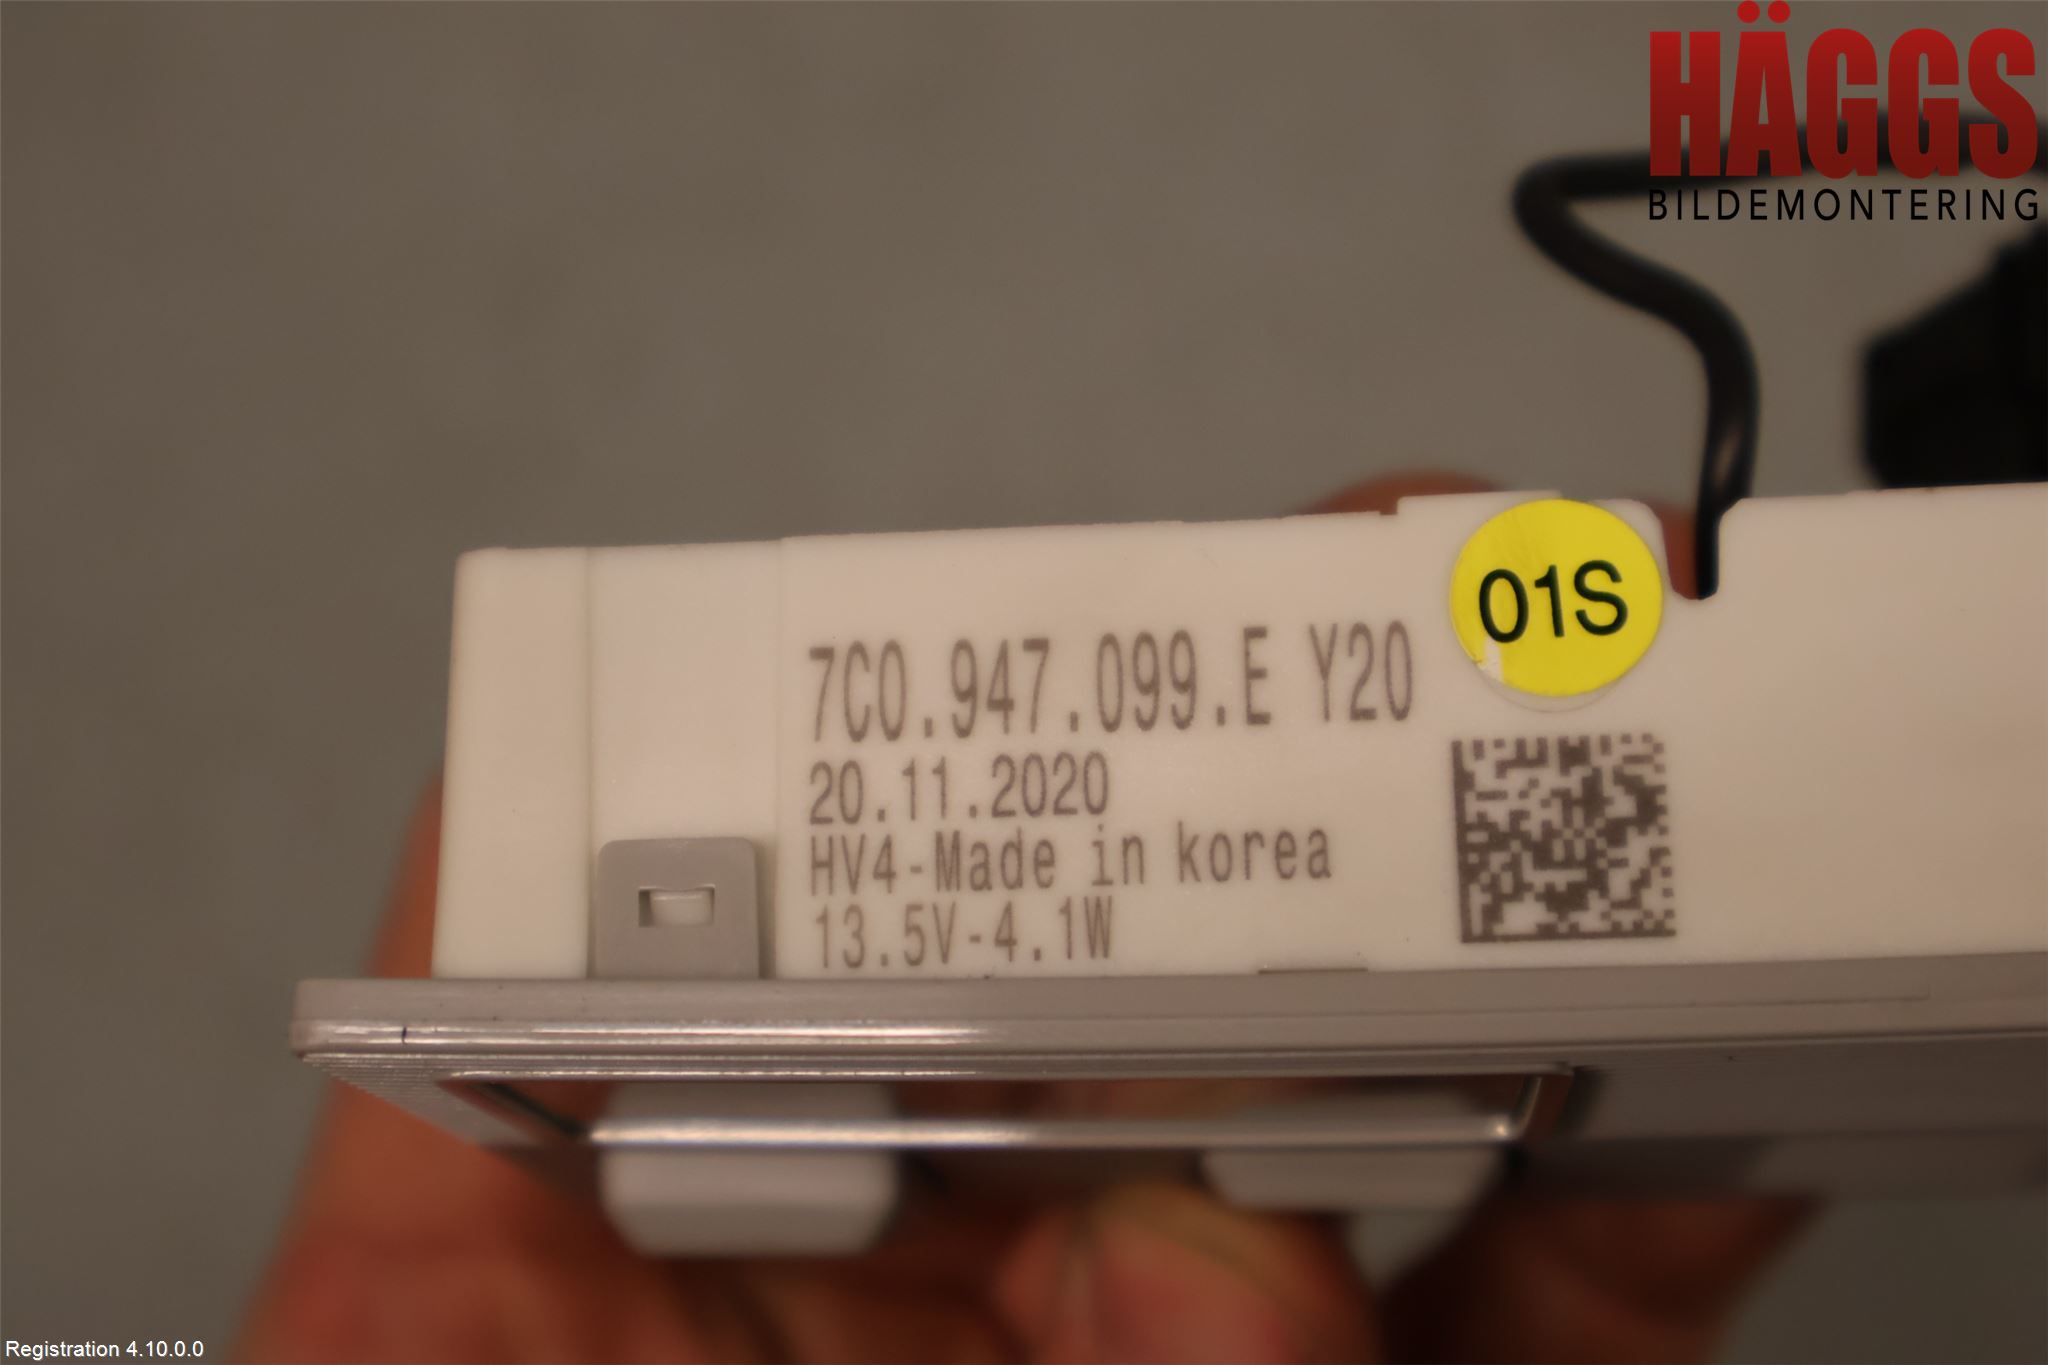 HÄGGS
BILDEMONTERING
01S
7C0.947.099.E Y20
20.11.2020
HV4-Made in korea
13.5V-4.1W
Registration 4.10.0.0